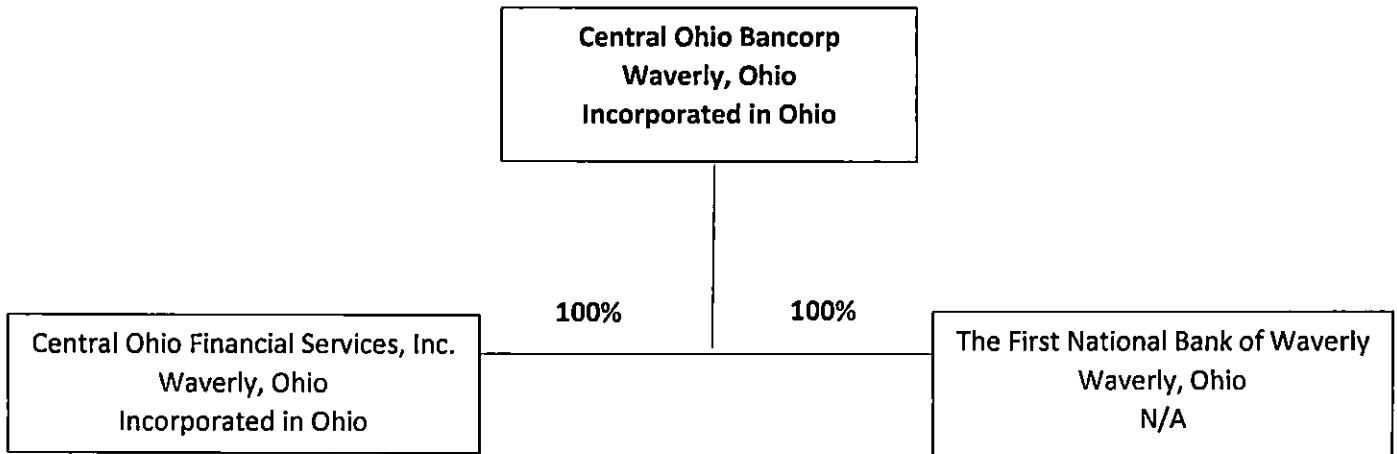 Central Ohio Bancorp
Waverly, Ohio
Incorporated in Ohio
100%
100%
Central Ohio Financial Services, Inc.
Waverly, Ohio
Incorporated in Ohio
The First National Bank of Waverly
Waverly, Ohio
N/A